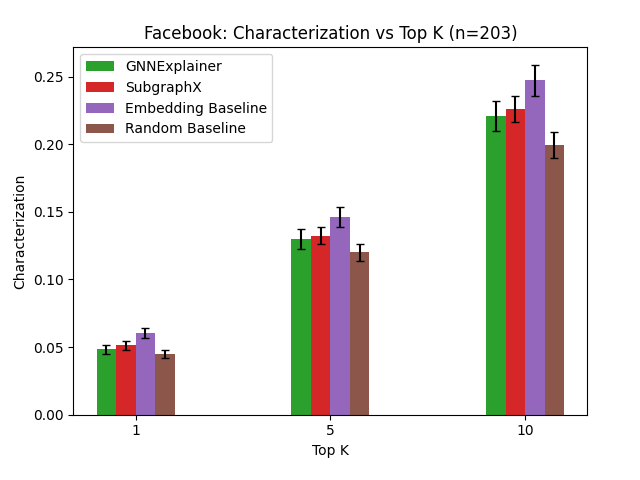 Facebook: Characterization vs Top K (n=203)
GNNExplainer
SubgraphX
Embedding Baseline
Random Baseline
Characterization
0.25
0.20
0.15
0.10
0.05
0.00
1
5
10
Top K